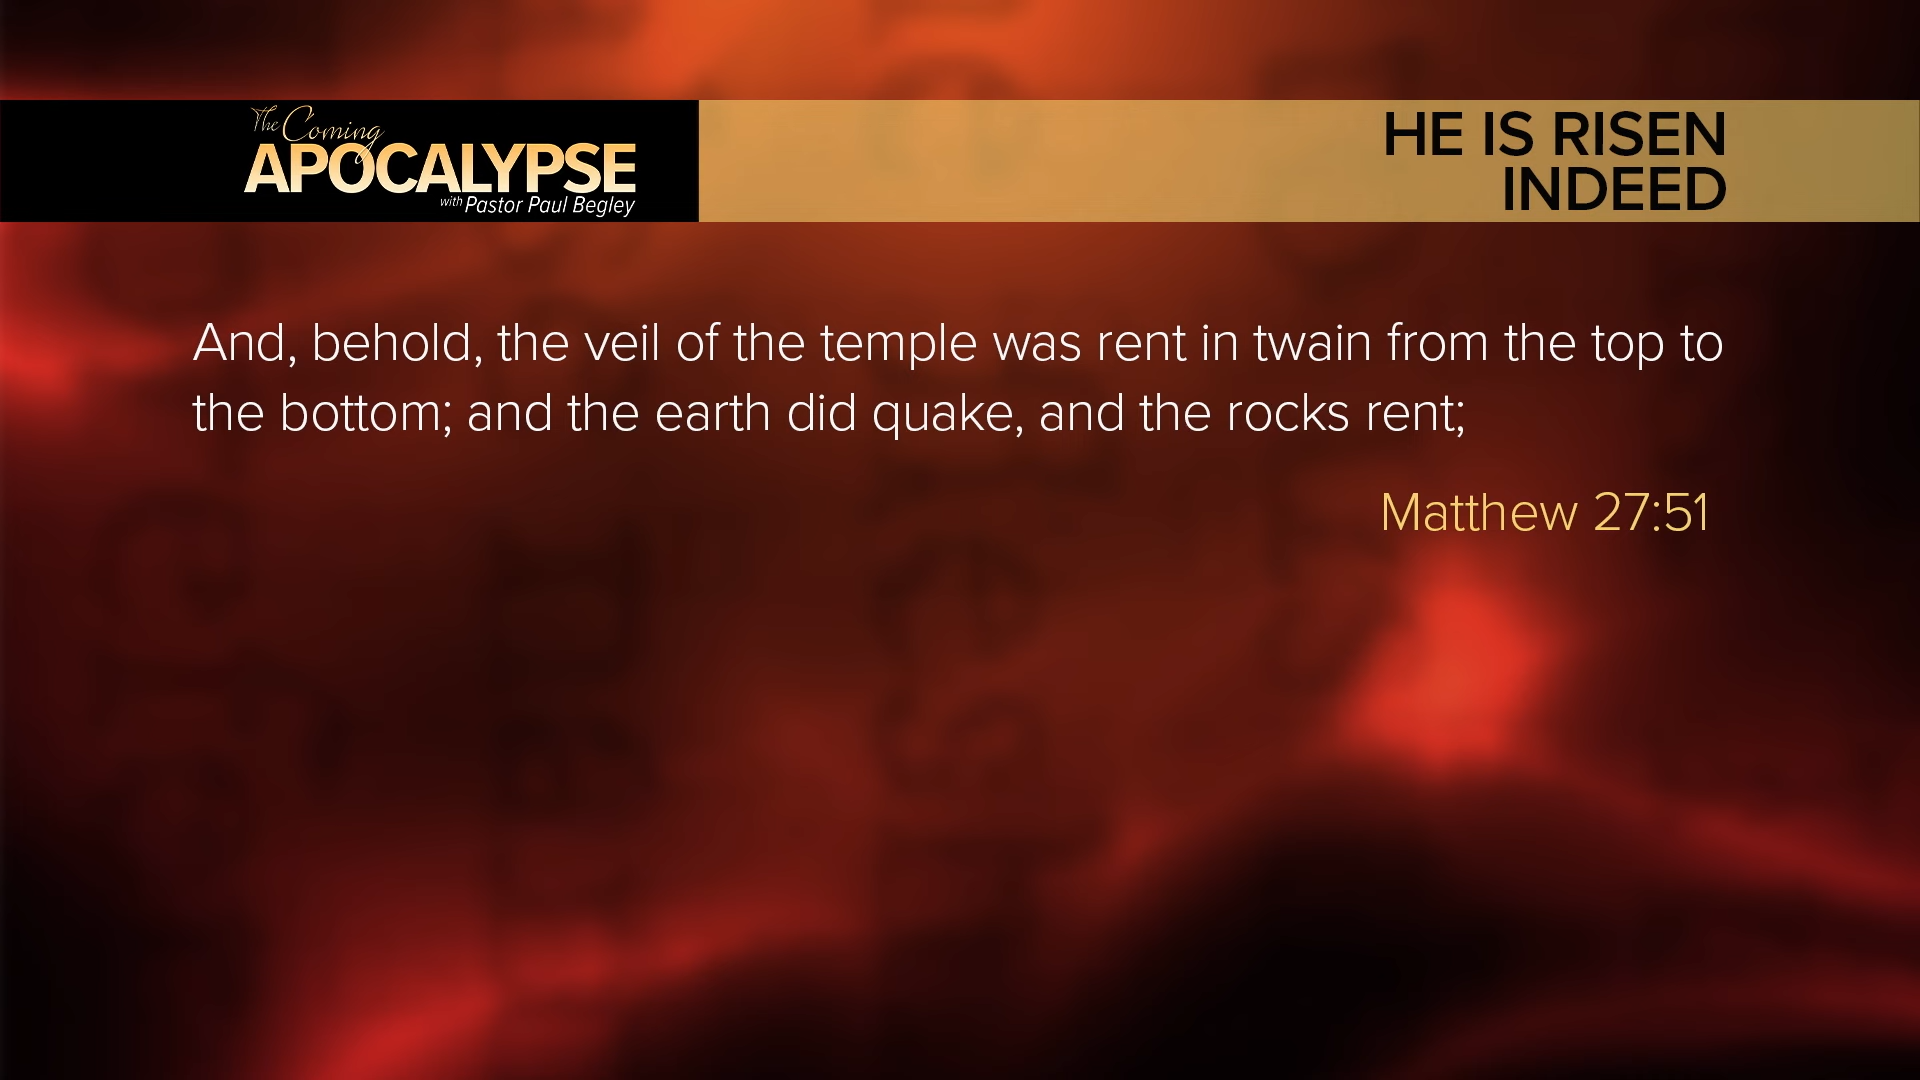 The Coming
APOCALYPSE
with Pastor Paul Begley
HE IS RISEN
INDEED
And, behold, the veil of the temple was rent in twain from the top to
the bottom; and the earth did quake, and the rocks rent;
Matthew 27:51